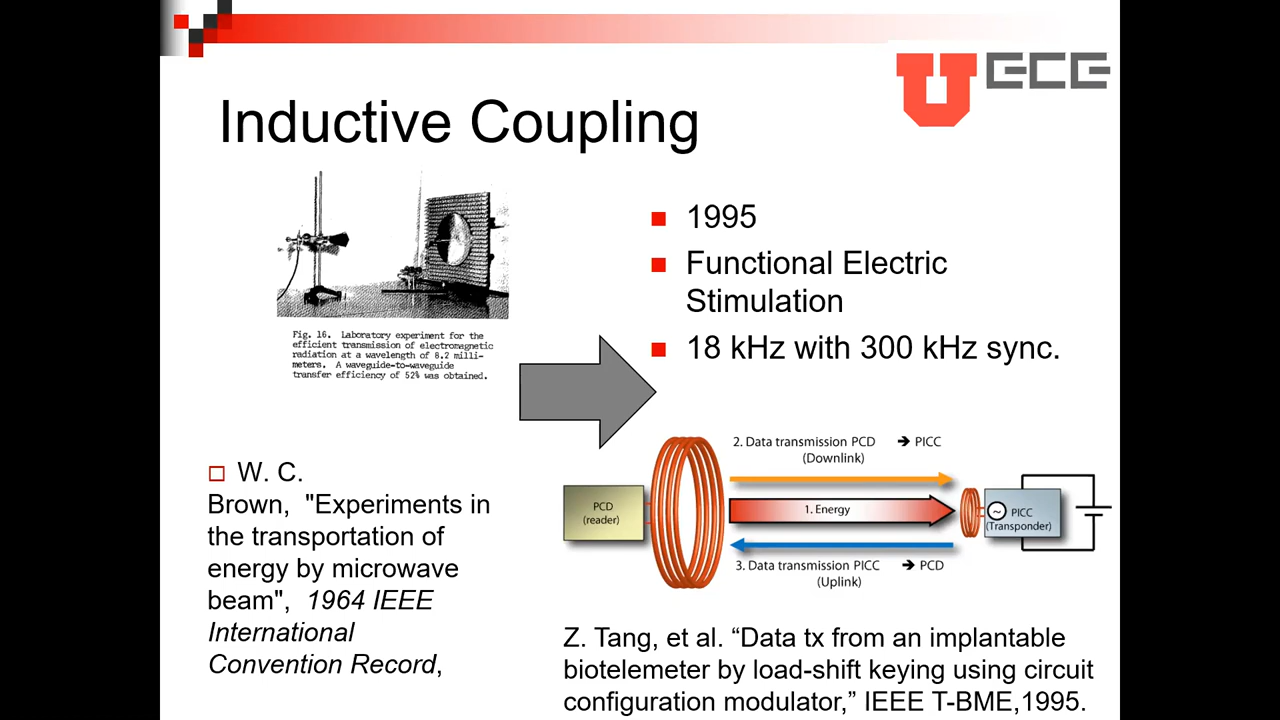 U ECE
Inductive Coupling
Fig. 16. Laboratory experiment for the
efficient transmission of electromagnetic
radiation at a wavelength of 8.2 milli-
meters. A waveguide-to-waveguide
transfer efficiency of 52% was obtained.
W. C.
Brown, "Experiments in
the transportation of
energy by microwave
beam", 1964 IEEE
International
Convention Record,
1995
Functional Electric
Stimulation
18 kHz with 300 kHz sync.
2. Data transmission PCD → PICC
(Downlink)
PCD
(reader)
1. Energy
PICC
(Transponder)
3. Data transmission PICC → PCD
(Uplink)
Z. Tang, et al. “Data tx from an implantable
biotelemeter by load-shift keying using circuit
configuration modulator,” IEEE T-BME,1995.